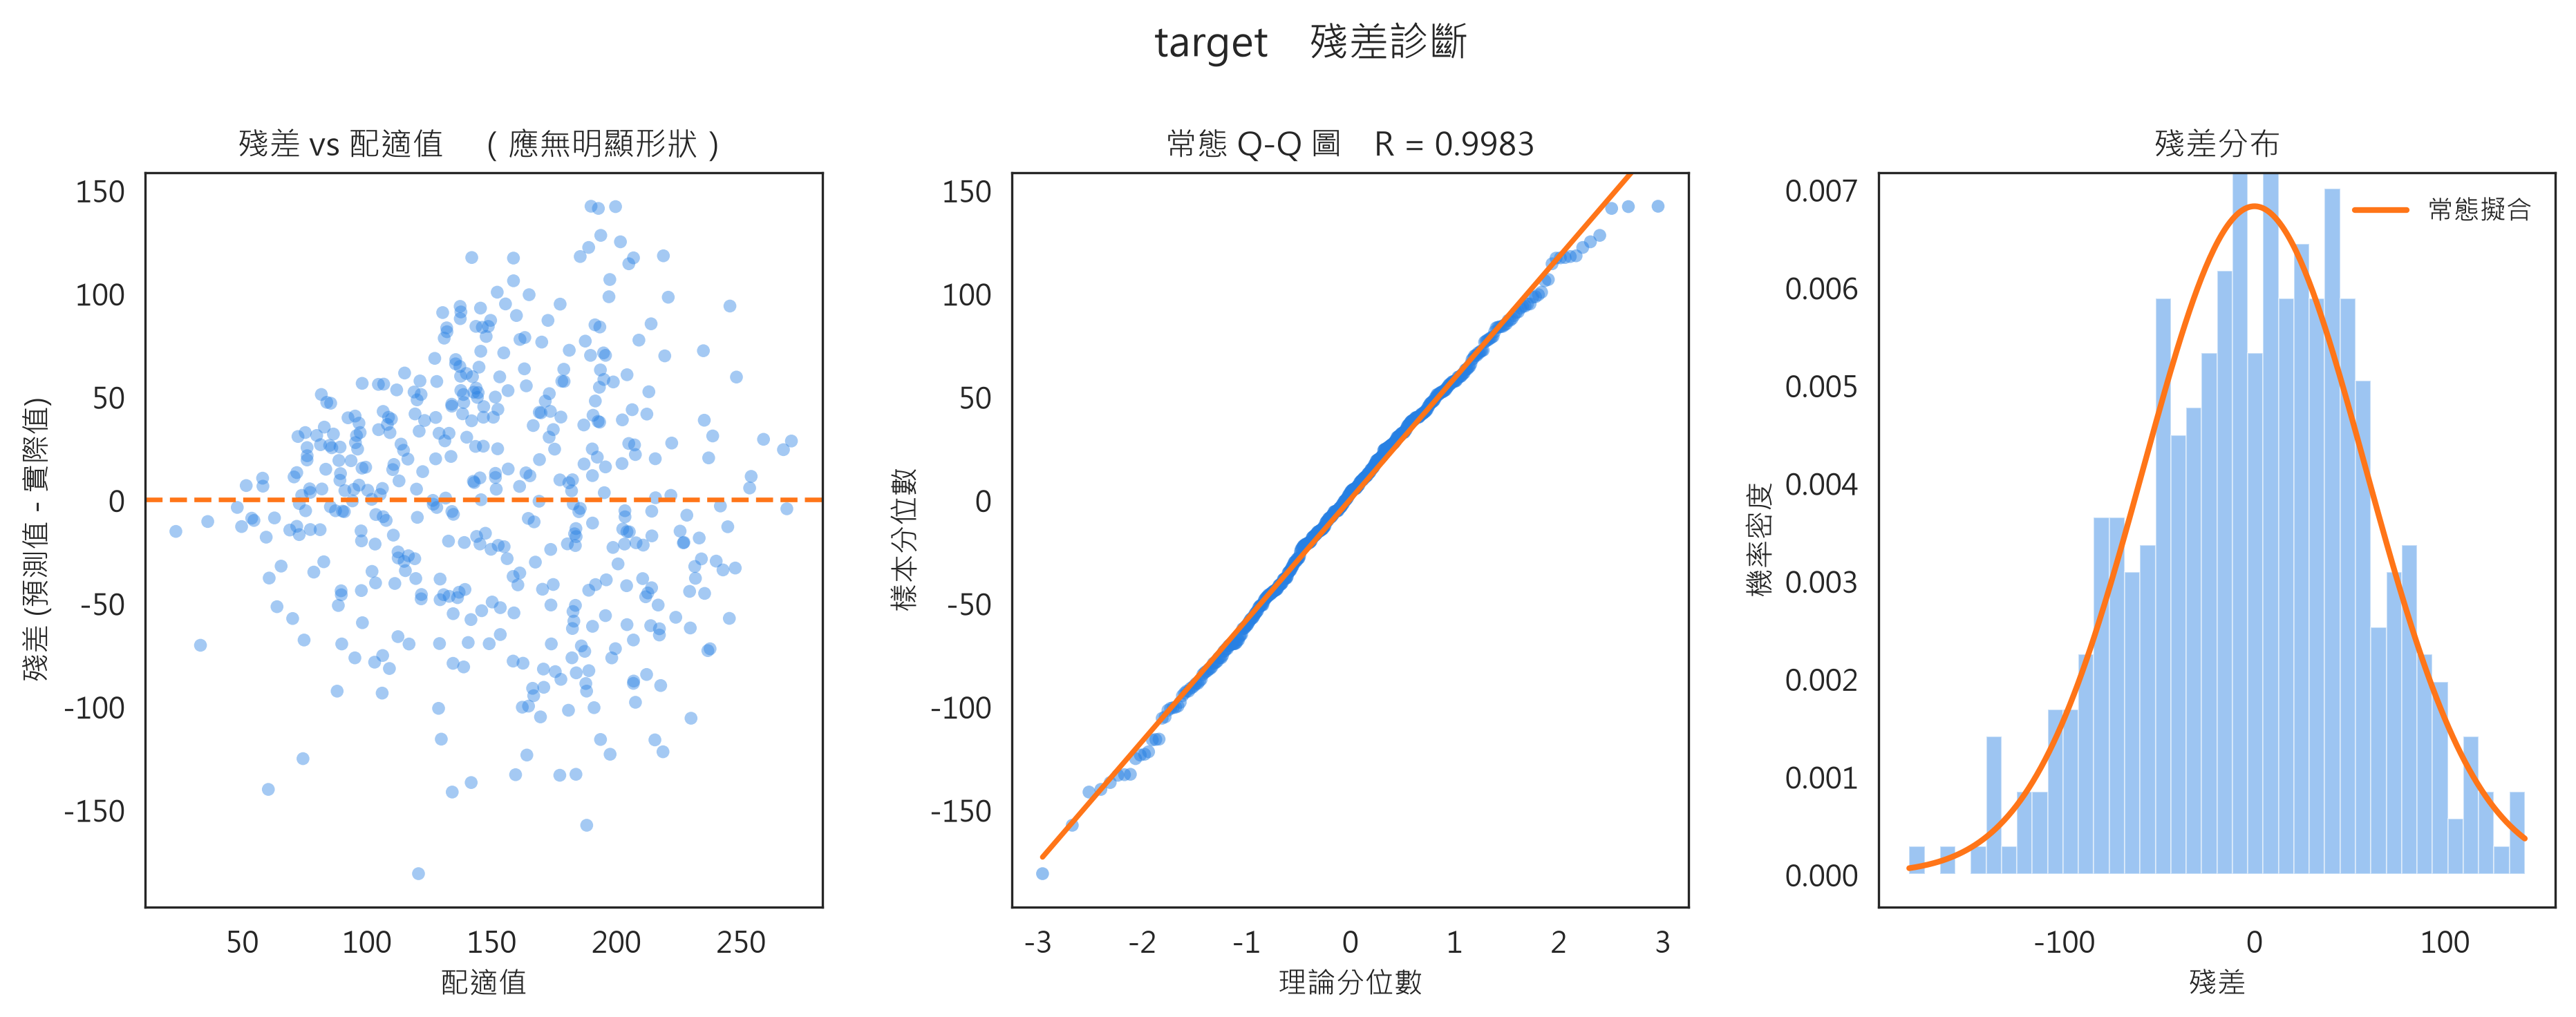 target 殘差診斷
殘差 vs 配適值 （應無明顯形狀）
殘差 (預測值 - 實際值)
150
100
50
0
-50
-100
-150
50 100 150 200 250
配適值
常態 Q-Q 圖 R = 0.9983
樣本分位數
150
100
50
0
-50
-100
-150
-3 -2 -1 0 1 2 3
理論分位數
殘差分布
機率密度
0.007
0.006
0.005
0.004
0.003
0.002
0.001
0.000
常態擬合
-100 0 100
殘差